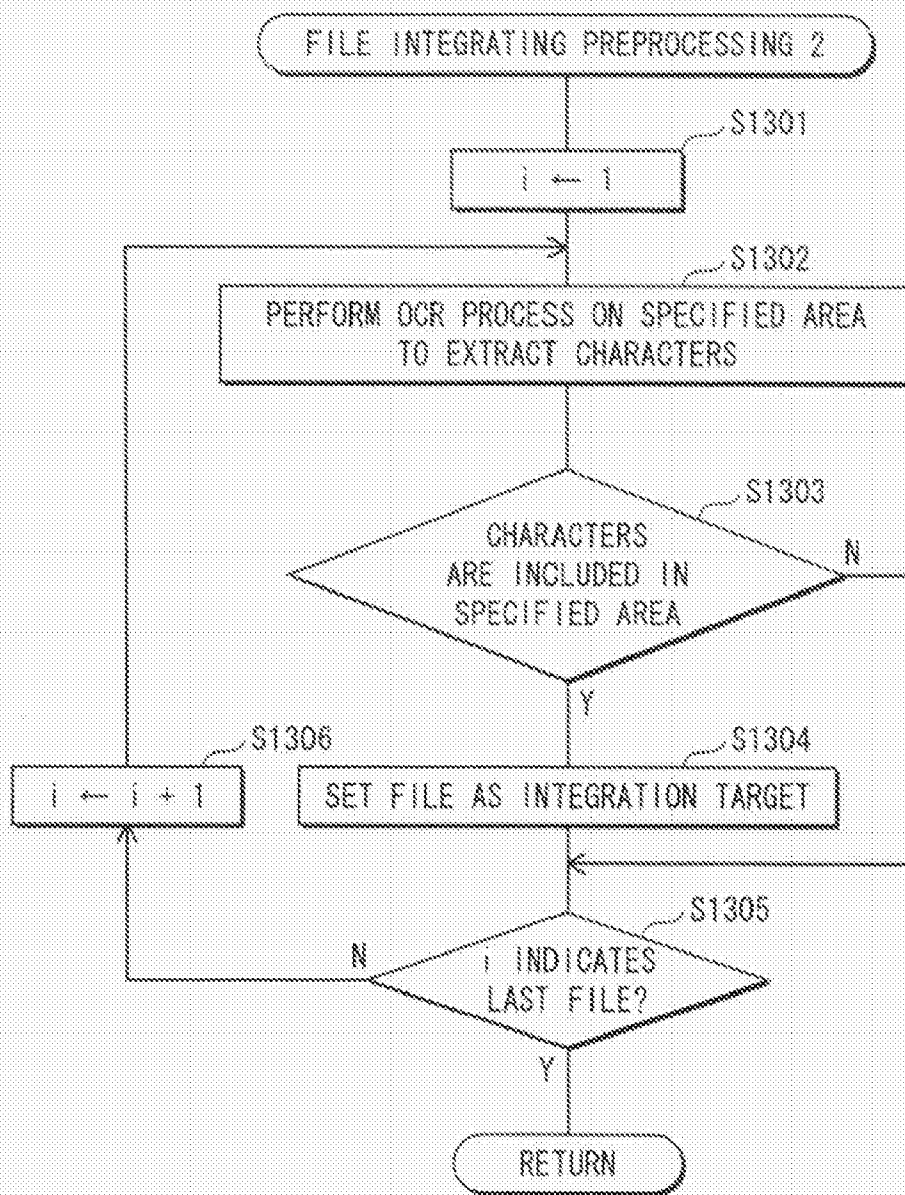 FILE INTEGRATING PREPROCESSING 2
S1301
i ← 1
S1302
PERFORM OCR PROCESS ON SPECIFIED AREA
TO EXTRACT CHARACTERS
S1303
CHARACTERS
ARE INCLUDED IN
SPECIFIED AREA
N
Y
S1306
i ← i + 1
S1304
SET FILE AS INTEGRATION TARGET
S1305
N
i INDICATES
LAST FILE?
Y
RETURN